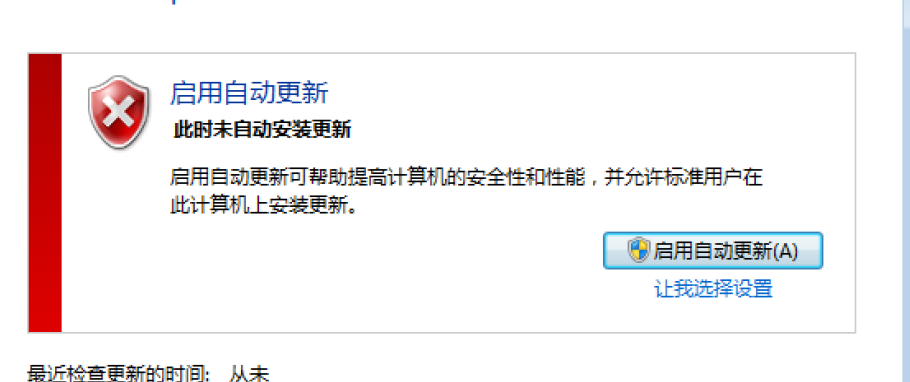 启用自动更新
此时未自动安装更新
启用自动更新可帮助提高计算机的安全性和性能，并允许标准用户在
此计算机上安装更新。
启用自动更新(A)
让我选择设置
最近检查更新的时间: 从未